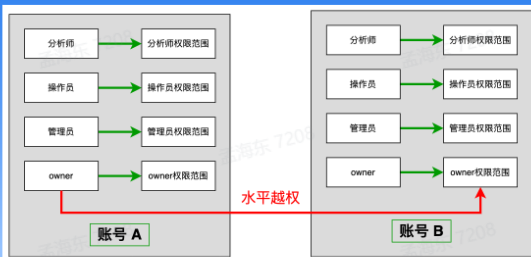 分析师 分析师权限范围
操作员 操作员权限范围
管理员 管理员权限范围
owner owner权限范围
账号 A
水平越权
分析师 分析师权限范围
操作员 操作员权限范围
管理员 管理员权限范围
owner owner权限范围
账号 B
孟海东 7208